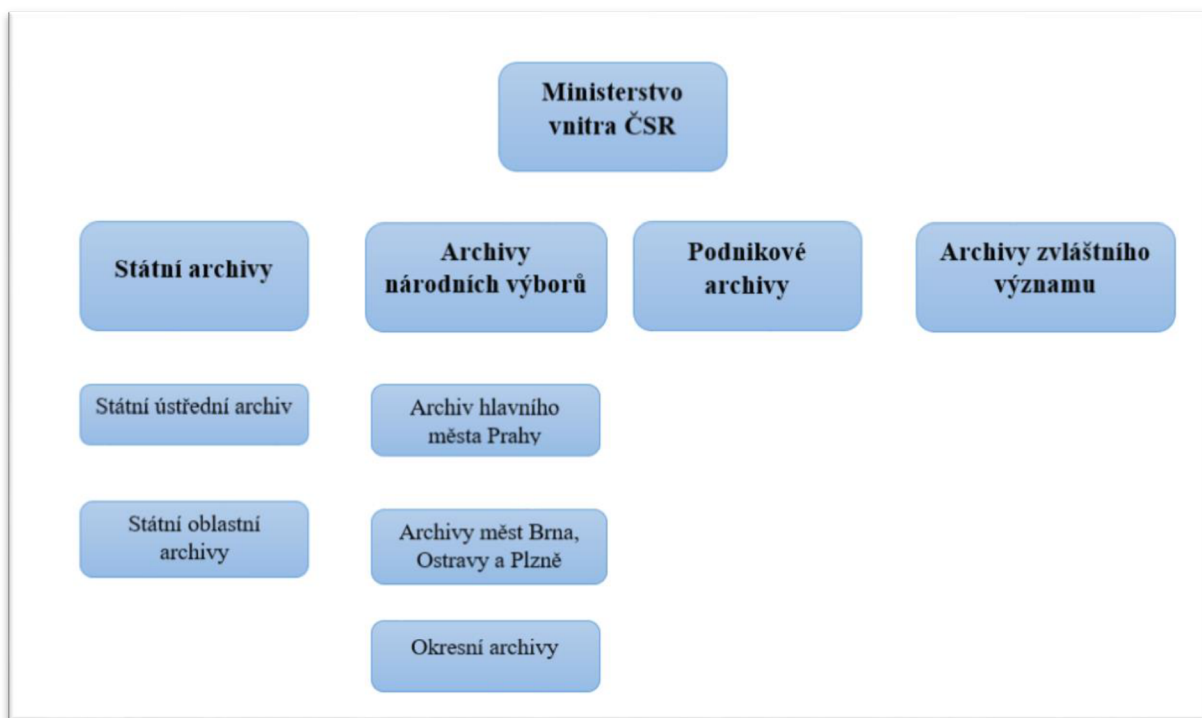 Ministerstvo
vnitra ČSR
Státní archivy
Archivy
národních výborů
Podnikové
archivy
Archivy zvláštního
významu
Státní ústřední archiv
Archiv hlavního
města Prahy
Státní oblastní
archivy
Archivy měst Brna,
Ostravy a Plzně
Okresní archivy